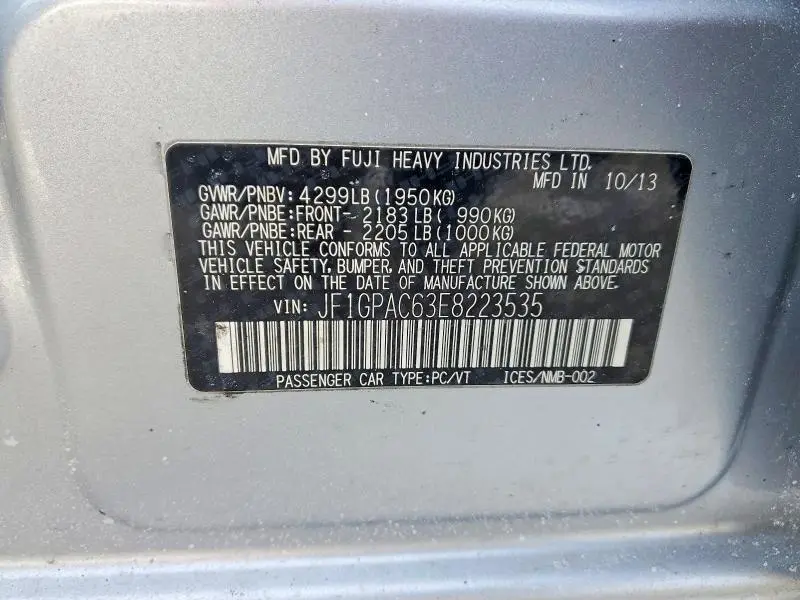 MFD BY FUJI HEAVY INDUSTRIES LTD.
MFD IN 10/13
GVWR/PNBV: 4299LB (1950KG)
GAWR/PNBE:FRONT- 2183 LB ( 990KG)
GAWR/PNBE:REAR - 2205 LB (1000KG)
THIS VEHICLE CONFORMS TO ALL APPLICABLE FEDERAL MOTOR
VEHICLE SAFETY, BUMPER, AND THEFT PREVENTION STANDARDS
IN EFFECT ON THE DATE OF MANUFACTURE SHOWN ABOVE.
VIN: JF1GPAC63E8223535
PASSENGER CAR TYPE:PC/VT ICES/NMB-002